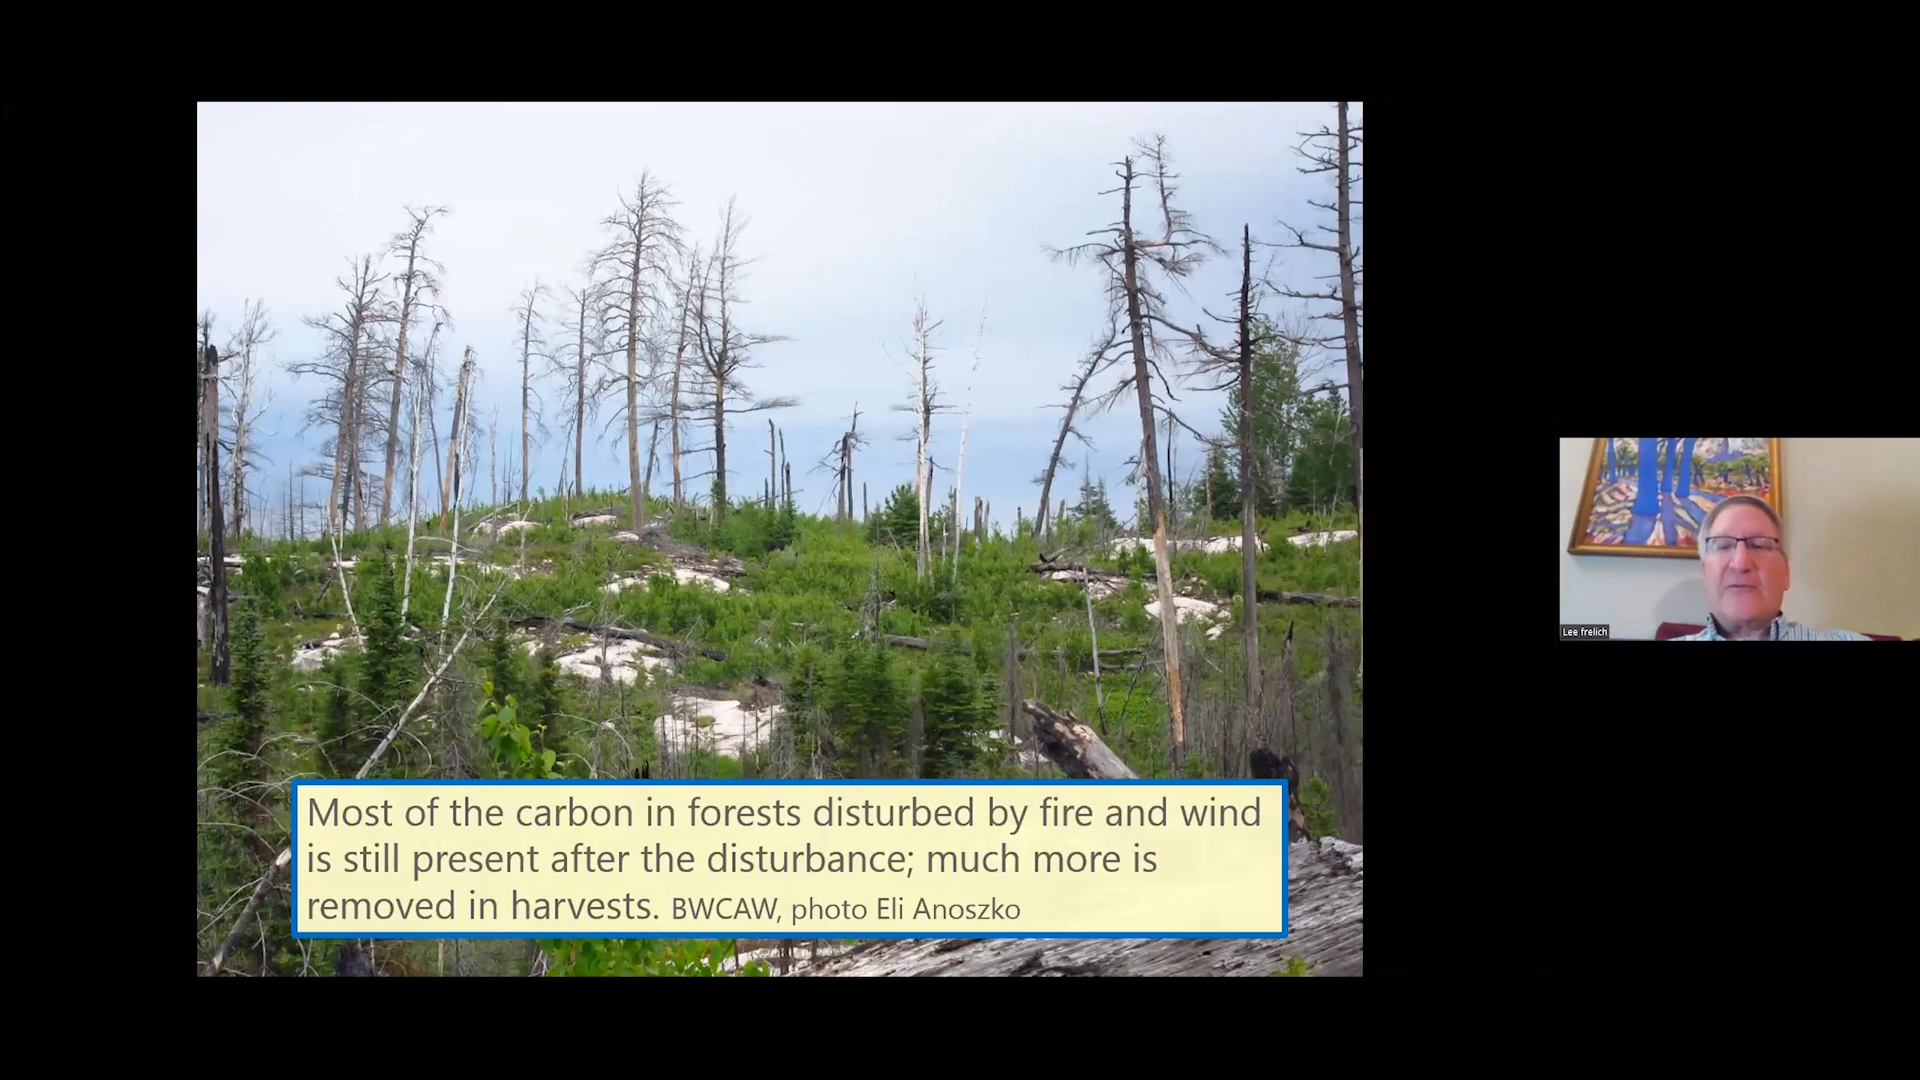 Most of the carbon in forests disturbed by fire and wind
is still present after the disturbance; much more is
removed in harvests. BWCAW, photo Eli Anoszko
Lee frelich